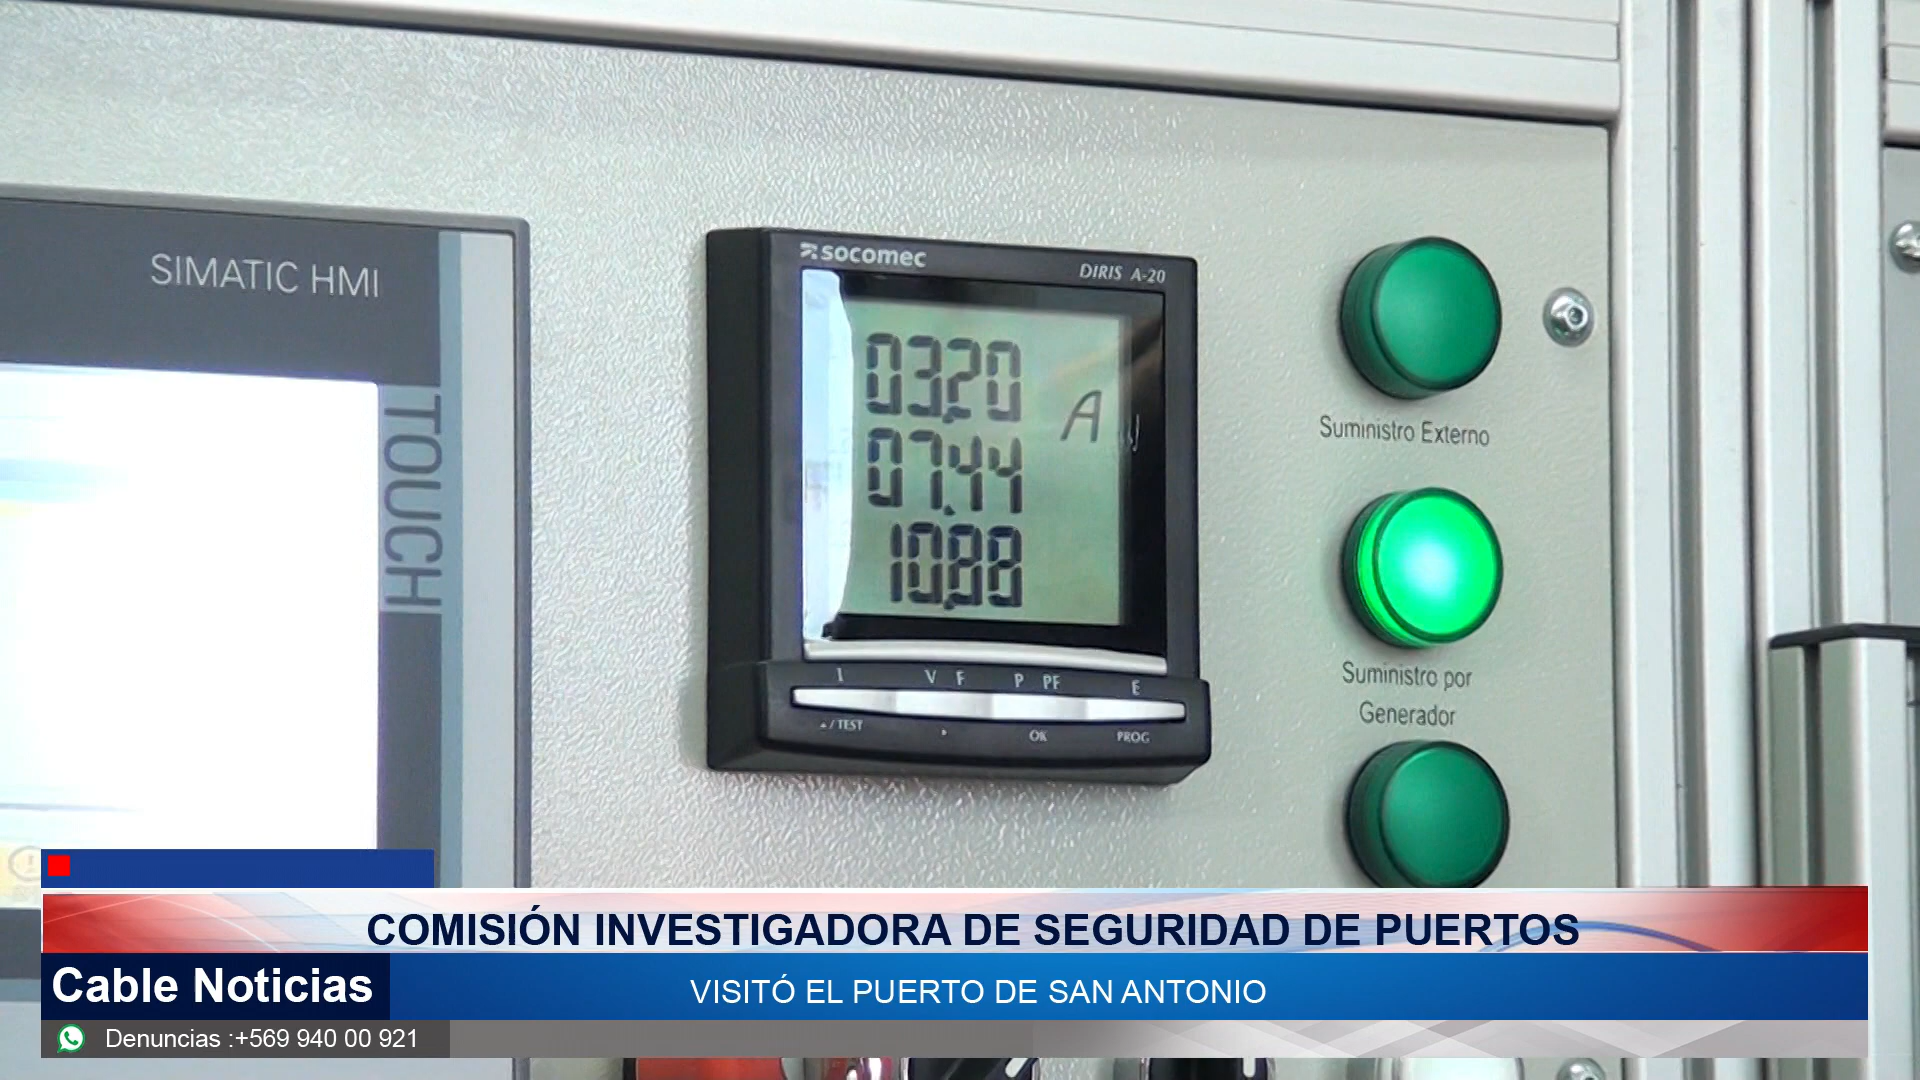 SIMATIC HMI
TOUCH
socomec
DIRIS A-20
03.20
07.44
10.88
A
I V F P PF E
/TEST
OK
PROG
Suministro Externo
Suministro por
Generador
COMISIÓN INVESTIGADORA DE SEGURIDAD DE PUERTOS
Cable Noticias
VISITÓ EL PUERTO DE SAN ANTONIO
Denuncias :+569 940 00 921